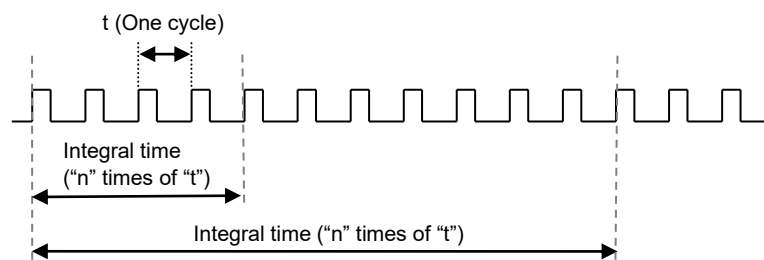 t (One cycle)
Integral time
(“n” times of “t”)
Integral time (“n” times of “t”)